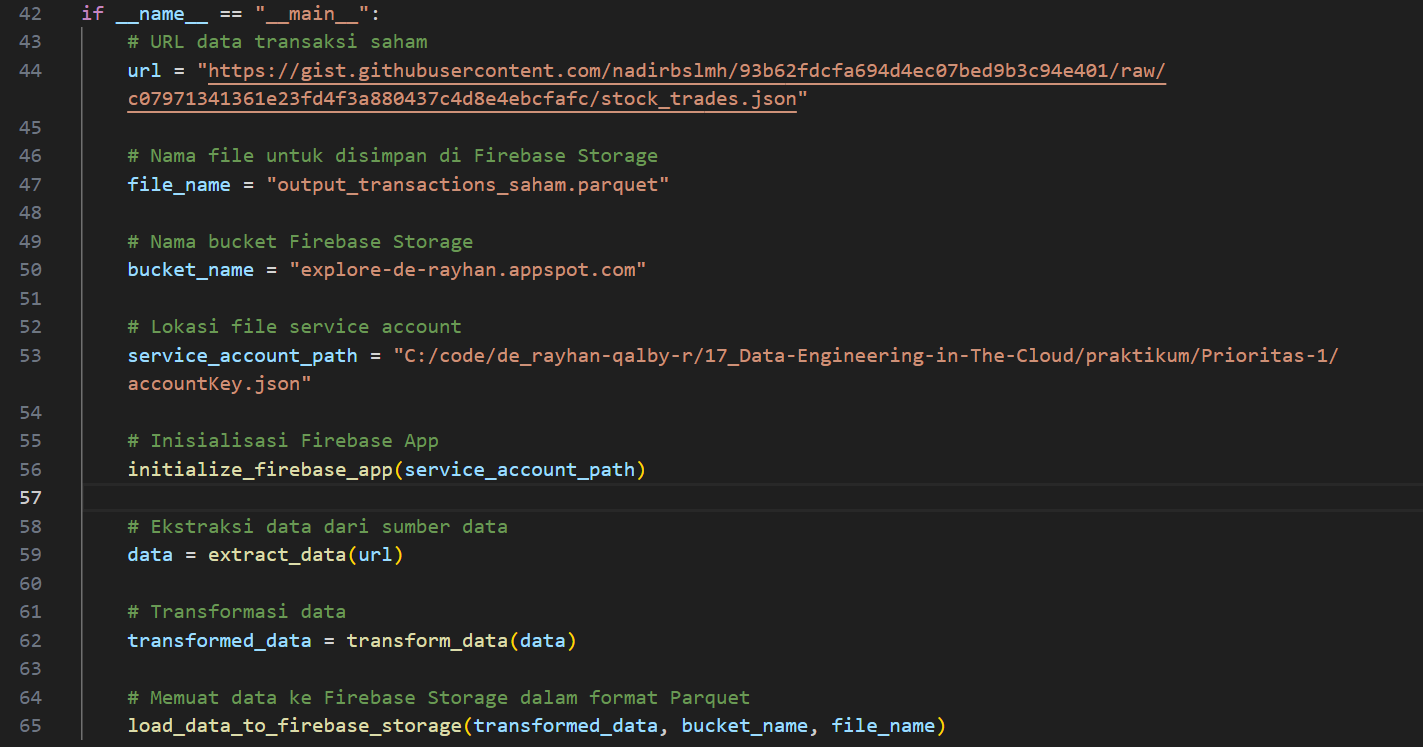 42 if __name__ == "__main__":
43 # URL data transaksi saham
44 url = "https://gist.githubusercontent.com/nadirbslmh/93b62fdcfa694d4ec07bed9b3c94e401/raw/
c07971341361e23fd4f3a880437c4d8e4ebcfafc/stock_trades.json"
45
46 # Nama file untuk disimpan di Firebase Storage
47 file_name = "output_transactions_saham.parquet"
48
49 # Nama bucket Firebase Storage
50 bucket_name = "explore-de-rayhan.appspot.com"
51
52 # Lokasi file service account
53 service_account_path = "C:/code/de_rayhan-qalby-r/17_Data-Engineering-in-The-Cloud/praktikum/Prioritas-1/
accountKey.json"
54
55 # Inisialisasi Firebase App
56 initialize_firebase_app(service_account_path)
57
58 # Ekstraksi data dari sumber data
59 data = extract_data(url)
60
61 # Transformasi data
62 transformed_data = transform_data(data)
63
64 # Memuat data ke Firebase Storage dalam format Parquet
65 load_data_to_firebase_storage(transformed_data, bucket_name, file_name)